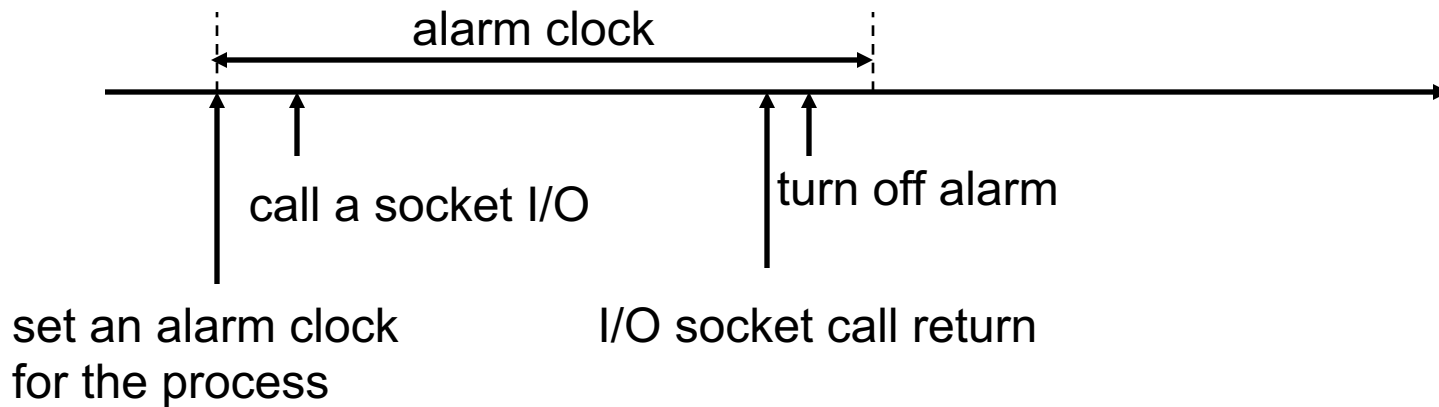 alarm clock
call a socket I/O
turn off alarm
set an alarm clock
for the process
I/O socket call return